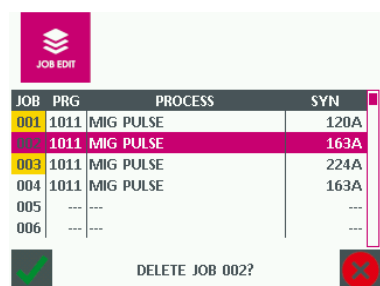 JOB EDIT
JOB PRG PROCESS SYN
001 1011 MIG PULSE 120A
002 1011 MIG PULSE 163A
003 1011 MIG PULSE 224A
004 1011 MIG PULSE 163A
005 --- --- ---
006 --- --- ---
DELETE JOB 002?